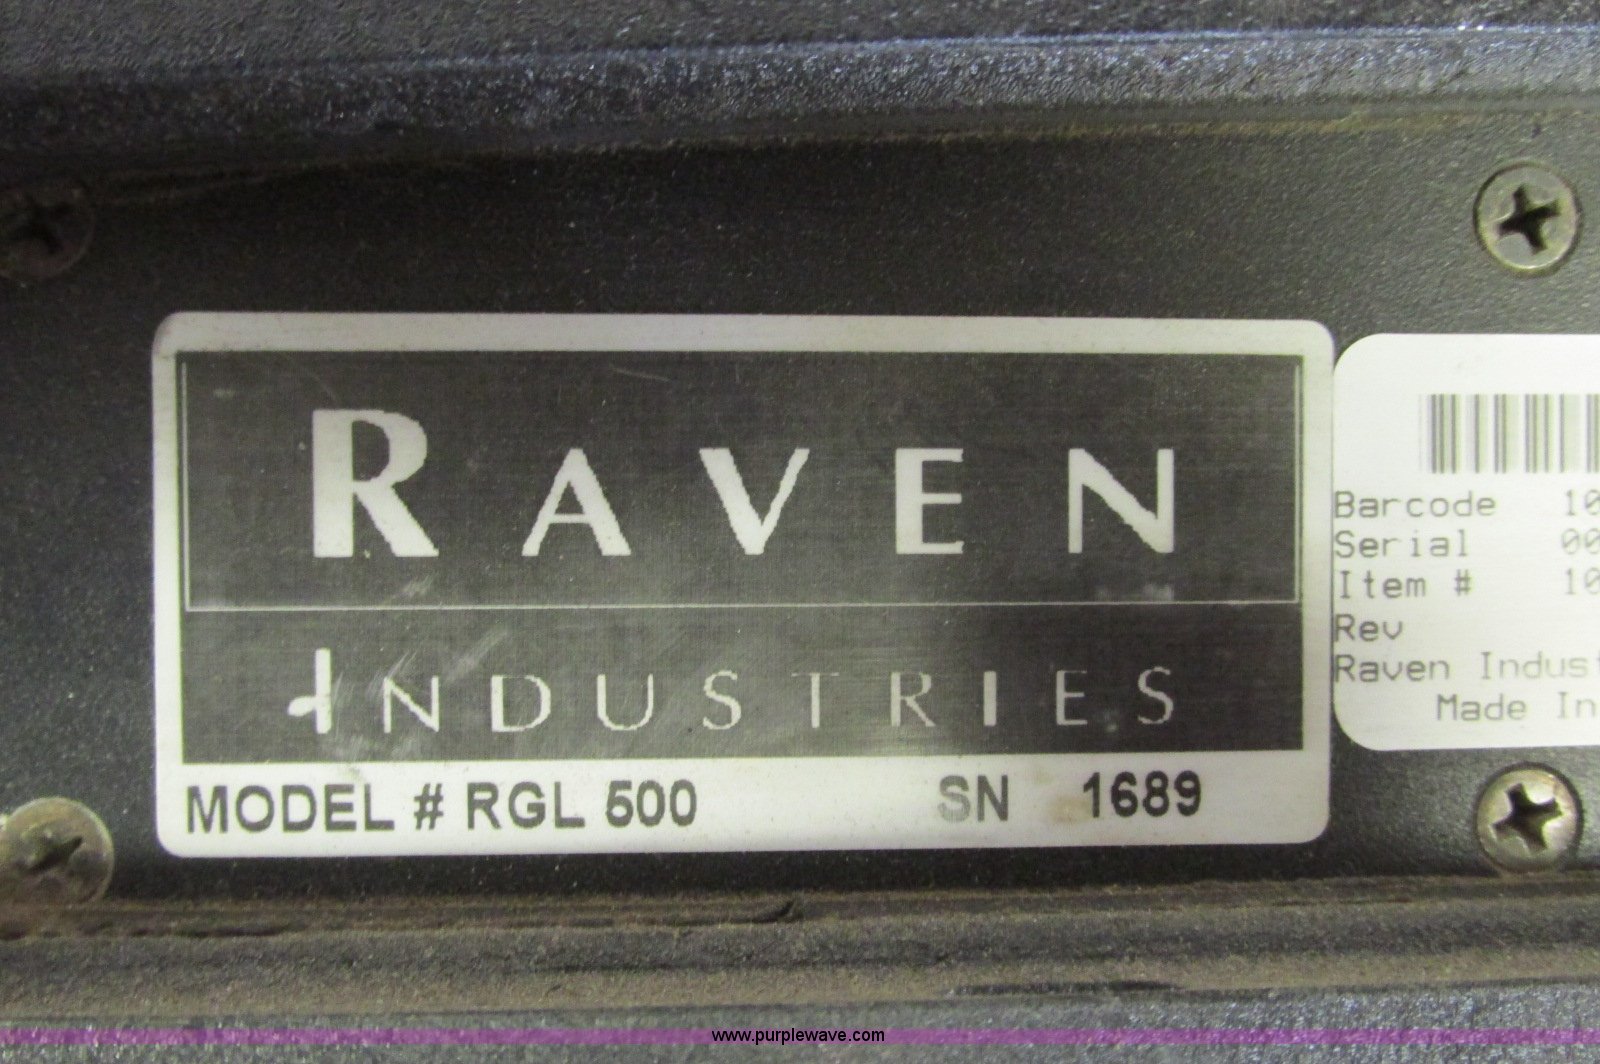 RAVEN
INDUSTRIES
MODEL # RGL 500 SN 1689
Barcode 10
Serial 00
Item # 10
Rev
Raven Indust
Made In
www.purplewave.com